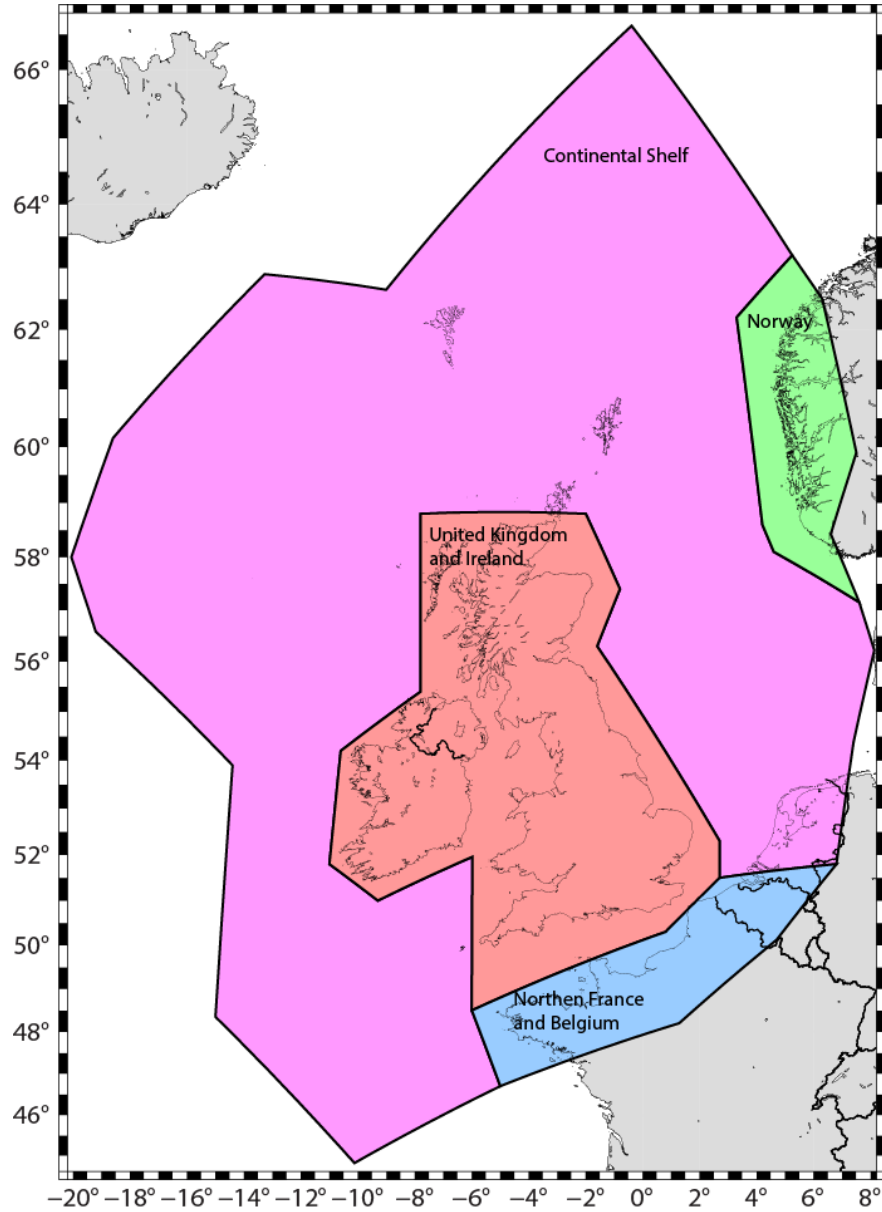 66°
Continental Shelf
64°
62°
Norway
60°
58°
United Kingdom
and Ireland
56°
54°
52°
50°
Northen France
and Belgium
48°
46°
−20° −18° −16° −14° −12° −10° −8° −6° −4° −2° 0° 2° 4° 6° 8°